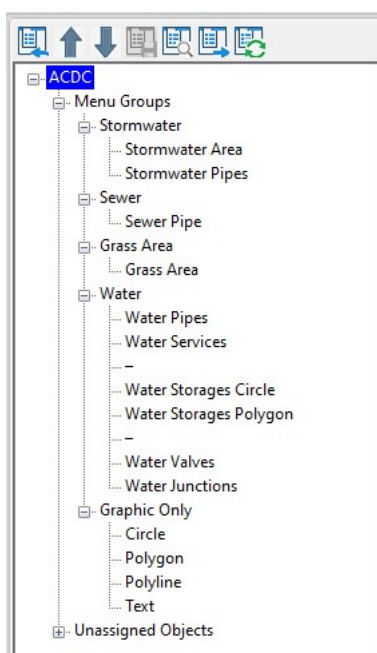 ACDC
Menu Groups
Stormwater
Stormwater Area
Stormwater Pipes
Sewer
Sewer Pipe
Grass Area
Grass Area
Water
Water Pipes
Water Services
–
Water Storages Circle
Water Storages Polygon
–
Water Valves
Water Junctions
Graphic Only
Circle
Polygon
Polyline
Text
Unassigned Objects